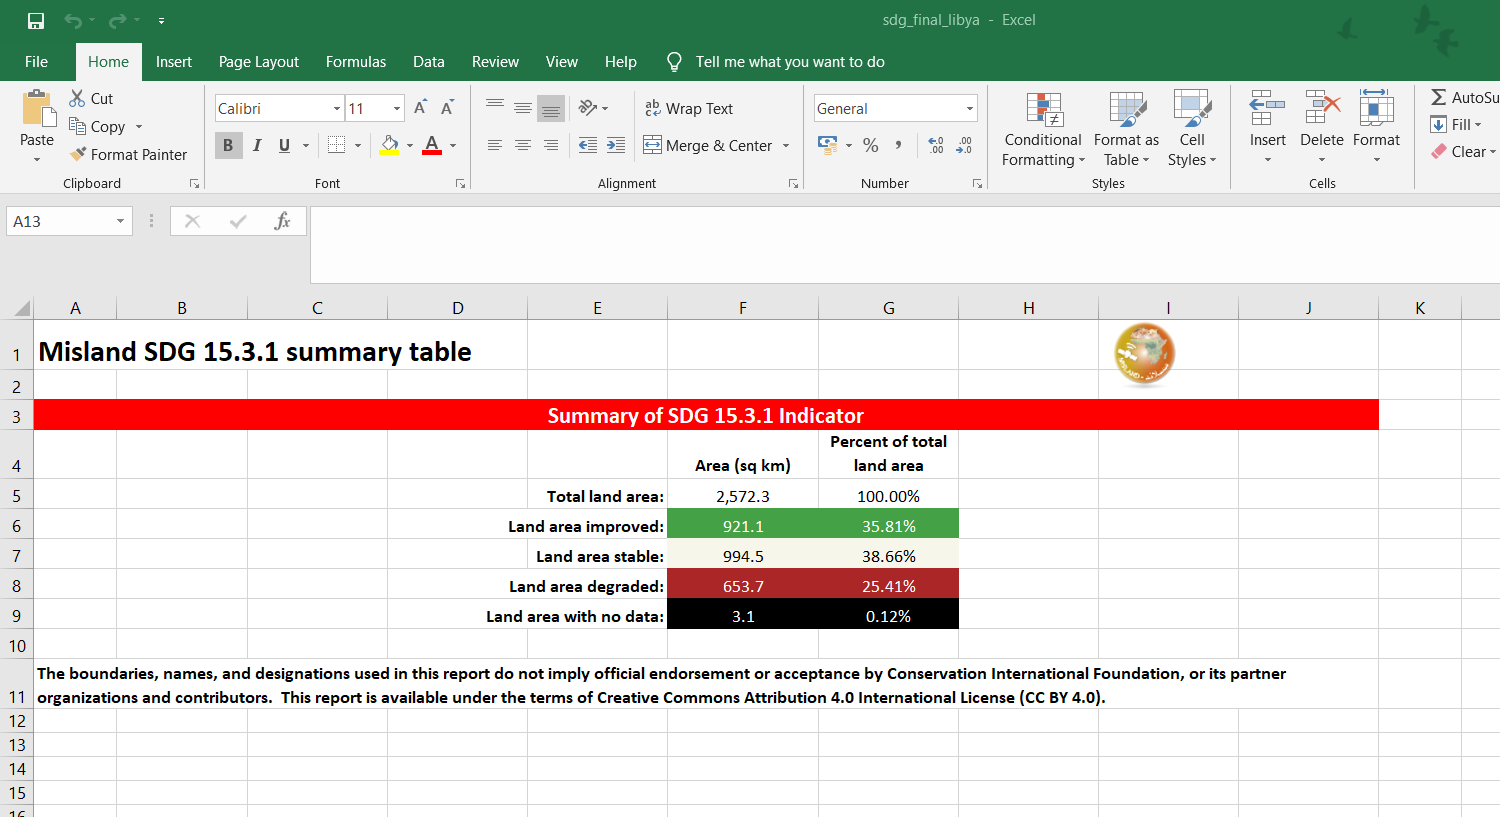 sdg_final_libya - Excel
File Home Insert Page Layout Formulas Data Review View Help Tell me what you want to do
Paste
Cut
Copy
Format Painter
Clipboard
Calibri 11 A A
B I U A
Font
ab Wrap Text
Merge & Center
Alignment
General
% ,
.00
Number
Conditional Formatting
Format as Table
Cell Styles
Styles
Insert Delete Format
Cells
AutoSu
Fill
Clear
A13 fx
A B C D E F G H I J K
1 Misland SDG 15.3.1 summary table
2
3 Summary of SDG 15.3.1 Indicator
4 Area (sq km) Percent of total land area
5 Total land area: 2,572.3 100.00%
6 Land area improved: 921.1 35.81%
7 Land area stable: 994.5 38.66%
8 Land area degraded: 653.7 25.41%
9 Land area with no data: 3.1 0.12%
10
The boundaries, names, and designations used in this report do not imply official endorsement or acceptance by Conservation International Foundation, or its partner
11 organizations and contributors. This report is available under the terms of Creative Commons Attribution 4.0 International License (CC BY 4.0).
12
13
14
15
16